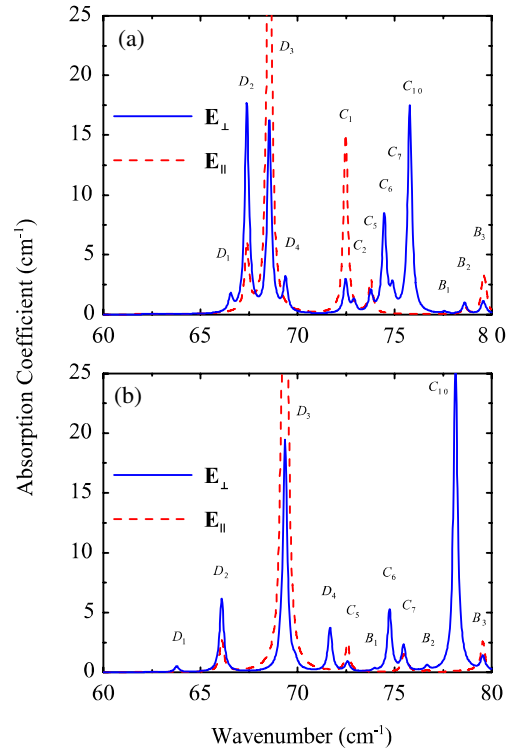 (a)
D3
D2
C10
C1
C7
C6
E⊥
E||
C5
C2
D1
D4
B3
B2
B1
25
20
15
10
5
0
60 65 70 75 8 0
Absorption Coefficient (cm-1)
(b)
D3
C10
E⊥
E||
D2
D4
C6
C5
C7
D1
B1
B2
B3
25
20
15
10
5
0
60 65 70 75 80
Wavenumber (cm-1)